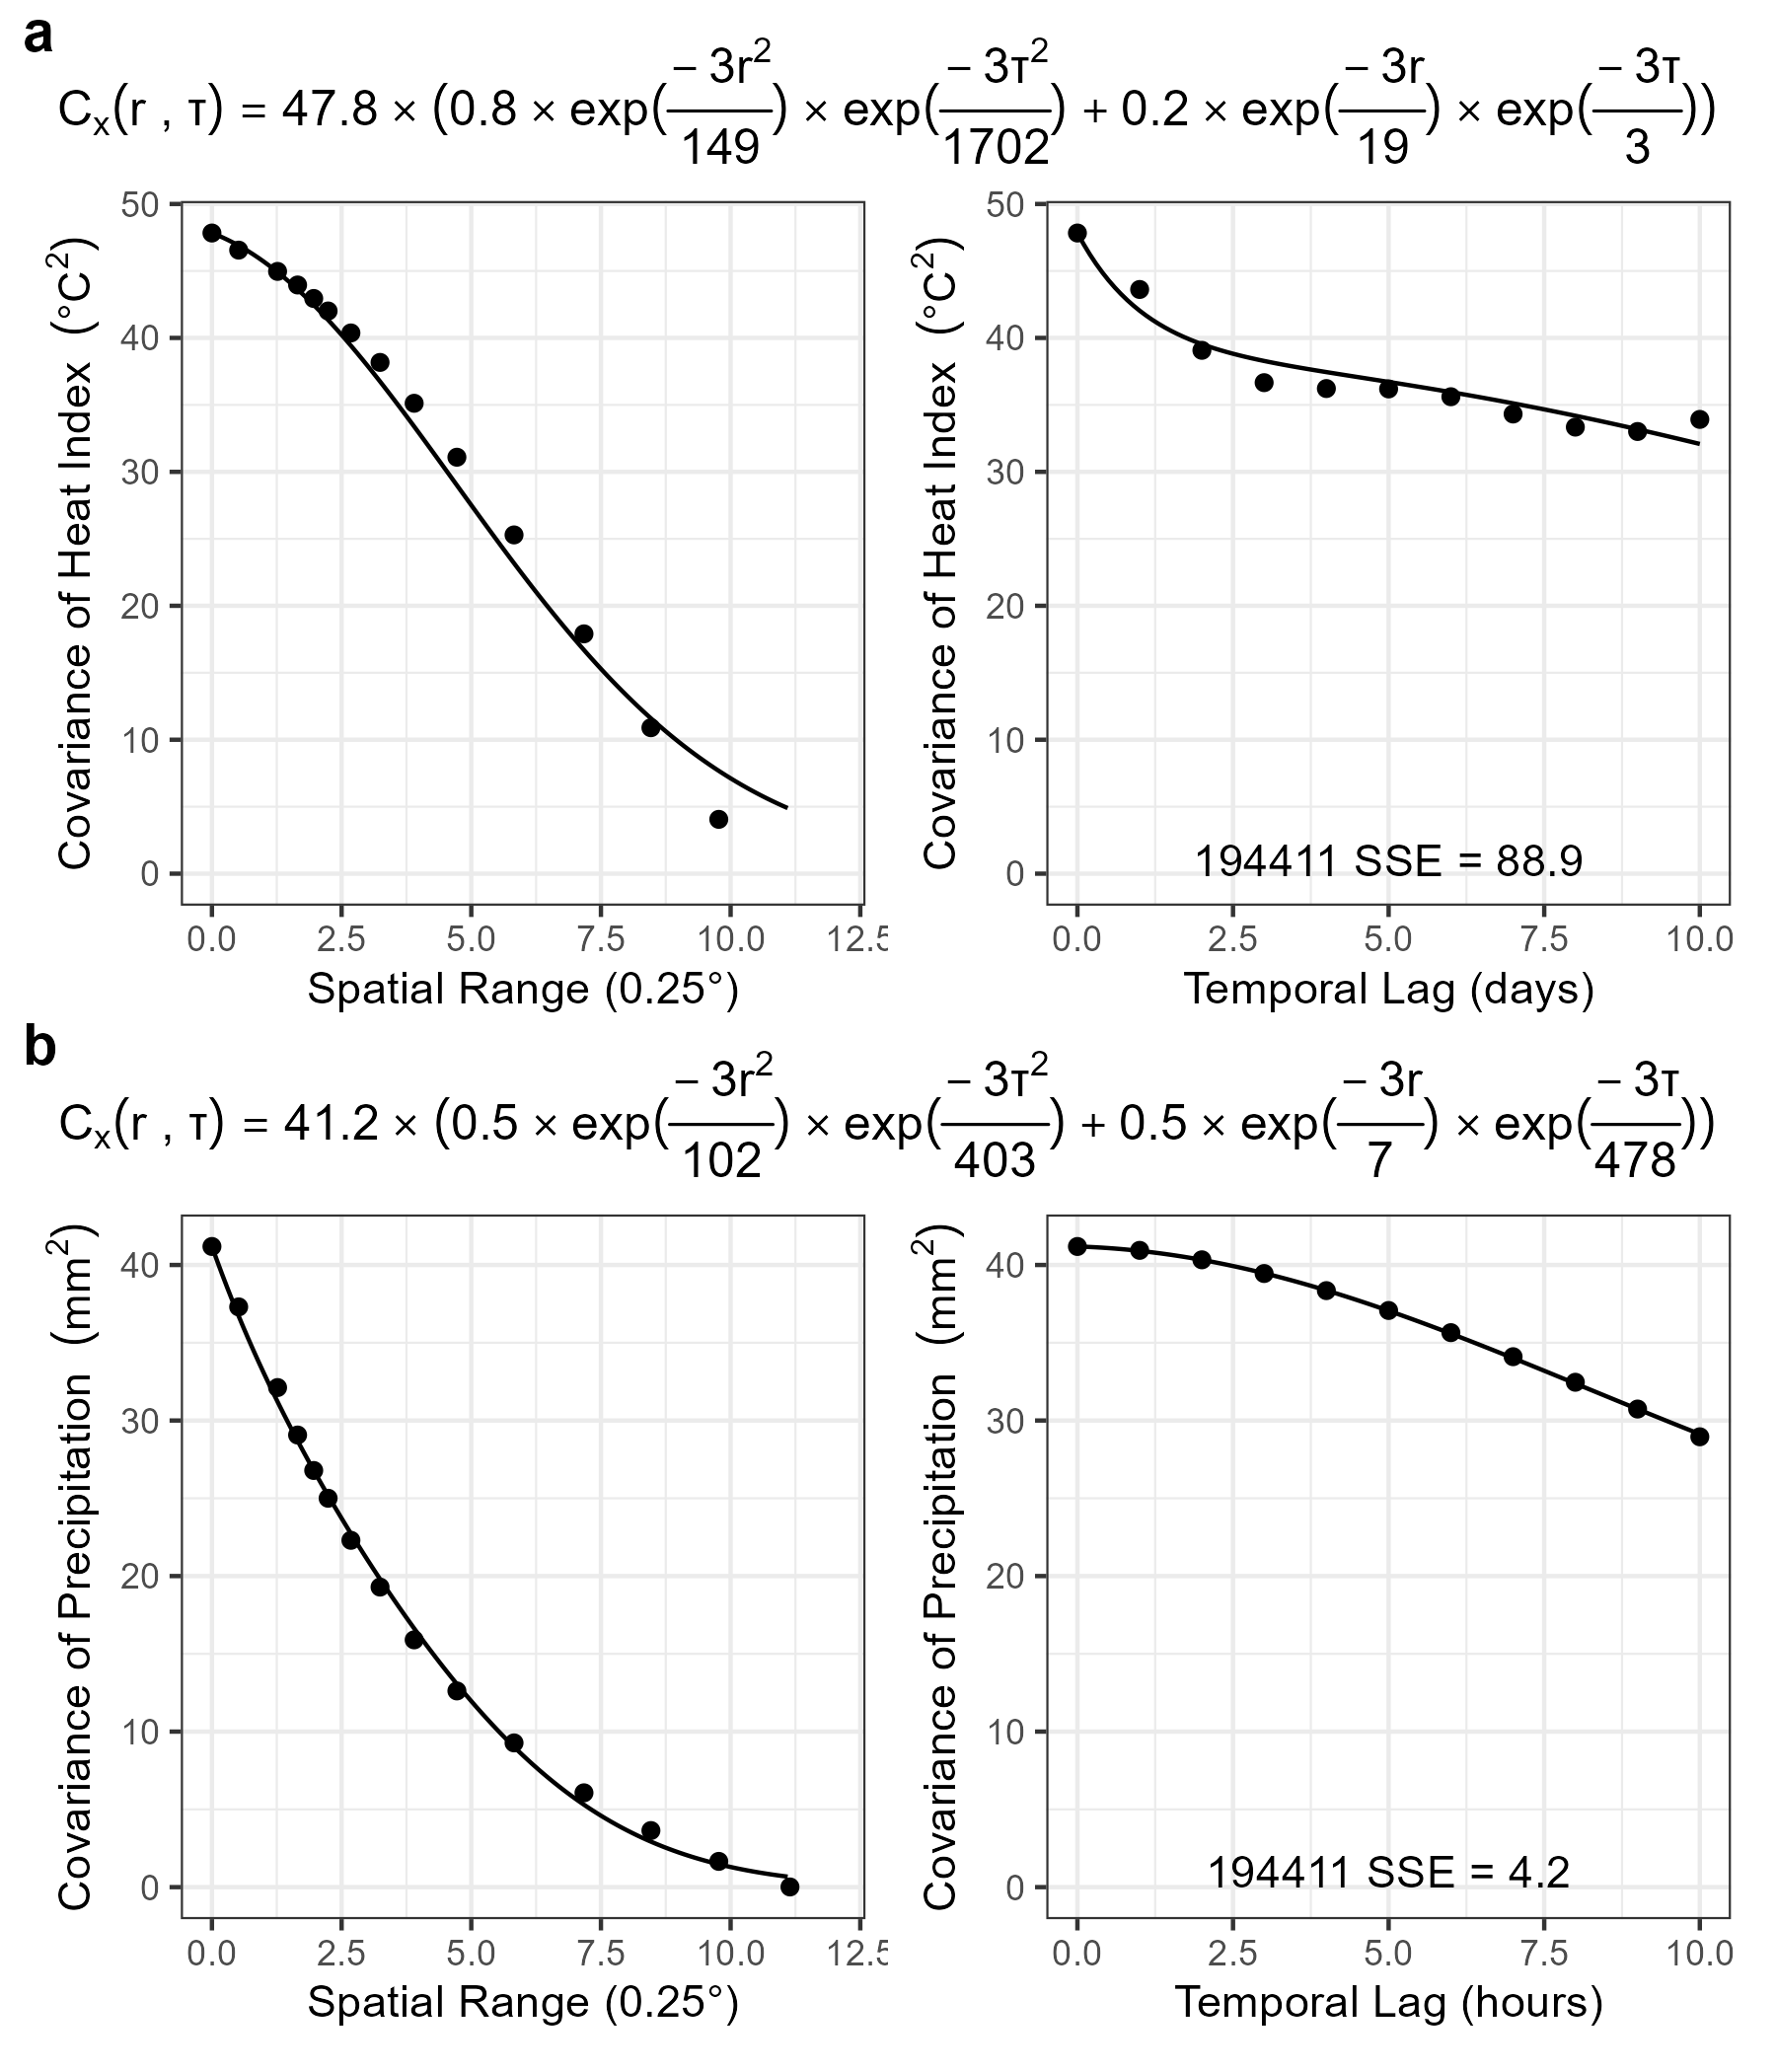 a
Cₓ(r , τ) = 47.8 × (0.8 × exp(− 3r²/149) × exp(− 3τ²/1702) + 0.2 × exp(− 3r/19) × exp(− 3τ/3))
Covariance of Heat Index (°C²)
50
40
30
20
10
0
0.0 2.5 5.0 7.5 10.0 12.5
Spatial Range (0.25°)
Covariance of Heat Index (°C²)
50
40
30
20
10
0
194411 SSE = 88.9
0.0 2.5 5.0 7.5 10.0
Temporal Lag (days)
b
Cₓ(r , τ) = 41.2 × (0.5 × exp(− 3r²/102) × exp(− 3τ²/403) + 0.5 × exp(− 3r/7) × exp(− 3τ/478))
Covariance of Precipitation (mm²)
40
30
20
10
0
0.0 2.5 5.0 7.5 10.0 12.5
Spatial Range (0.25°)
Covariance of Precipitation (mm²)
40
30
20
10
0
194411 SSE = 4.2
0.0 2.5 5.0 7.5 10.0
Temporal Lag (hours)